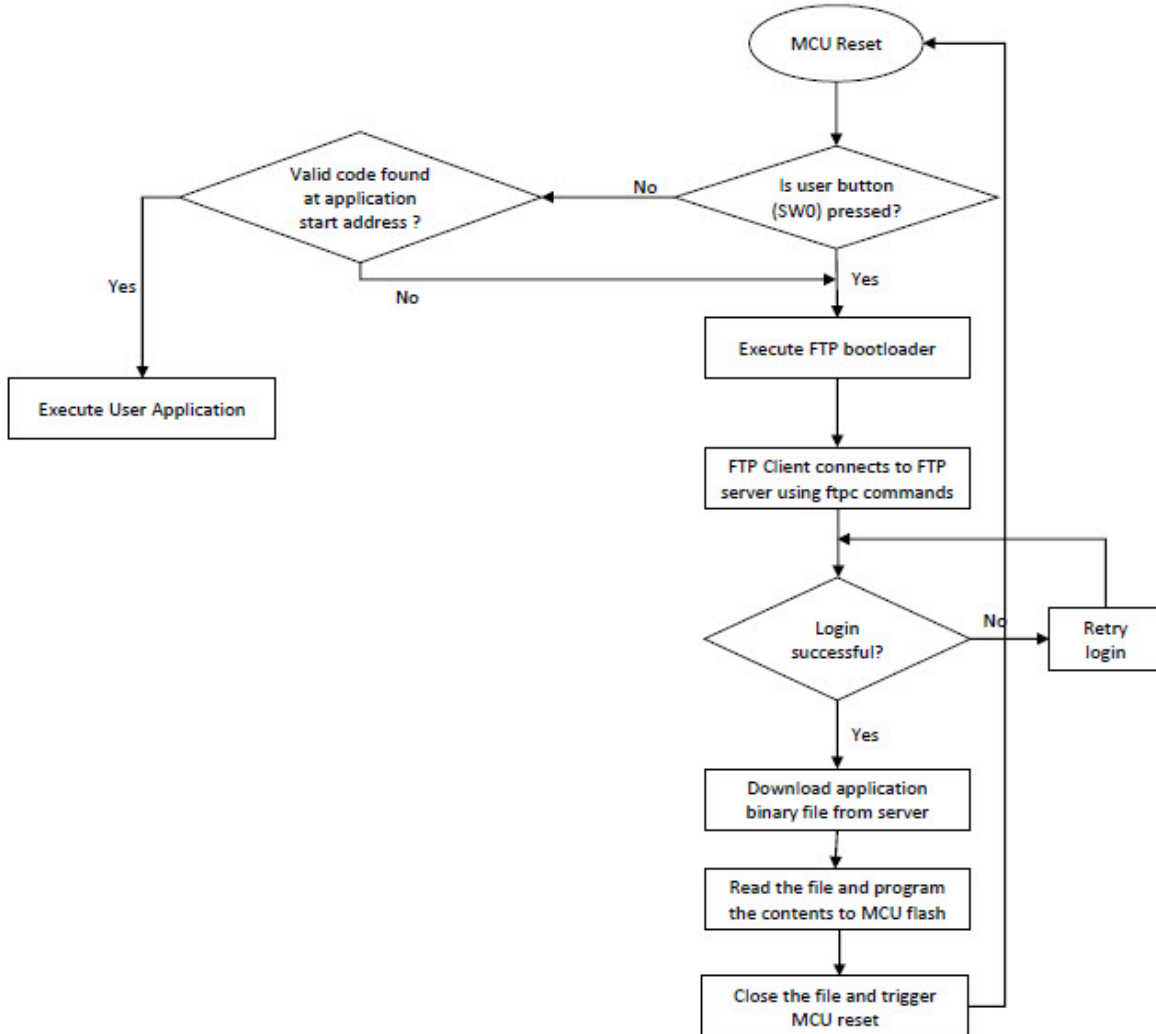 MCU Reset
Valid code found
at application
start address ?
No
Is user button
(SW0) pressed?
Yes
No
Yes
Execute FTP bootloader
Execute User Application
FTP Client connects to FTP
server using ftpc commands
Login
successful?
No
Retry
login
Yes
Download application
binary file from server
Read the file and program
the contents to MCU flash
Close the file and trigger
MCU reset